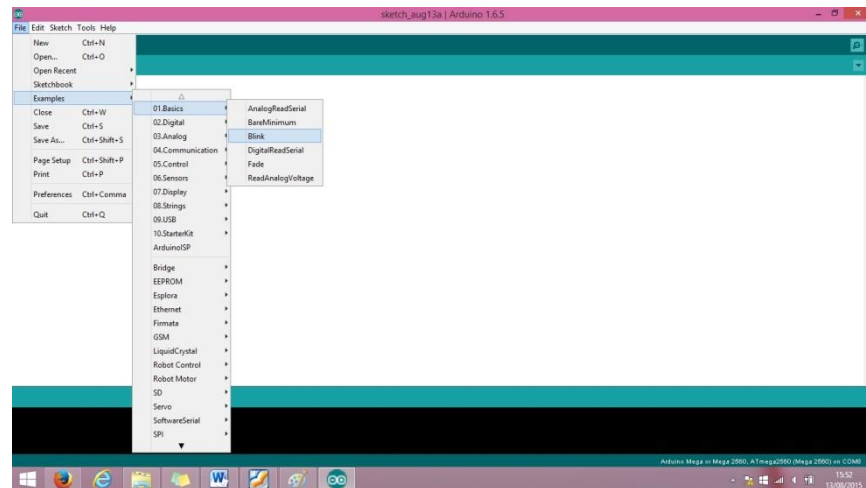 sketch_aug13a | Arduino 1.6.5
File Edit Sketch Tools Help
New Ctrl+N
Open... Ctrl+O
Open Recent
Sketchbook
Examples
Close Ctrl+W
Save Ctrl+S
Save As... Ctrl+Shift+S
Page Setup Ctrl+Shift+P
Print Ctrl+P
Preferences Ctrl+Comma
Quit Ctrl+Q
01.Basics
02.Digital
03.Analog
04.Communication
05.Control
06.Sensors
07.Display
08.Strings
09.USB
10.StarterKit
ArduinoISP
Bridge
EEPROM
Esplora
Ethernet
Firmata
GSM
LiquidCrystal
Robot Control
Robot Motor
SD
Servo
SoftwareSerial
SPI
AnalogReadSerial
BareMinimum
Blink
DigitalReadSerial
Fade
ReadAnalogVoltage
Arduino Mega or Mega 2560, ATmega2560 (Mega 2560) on
15:52
13/08/2015